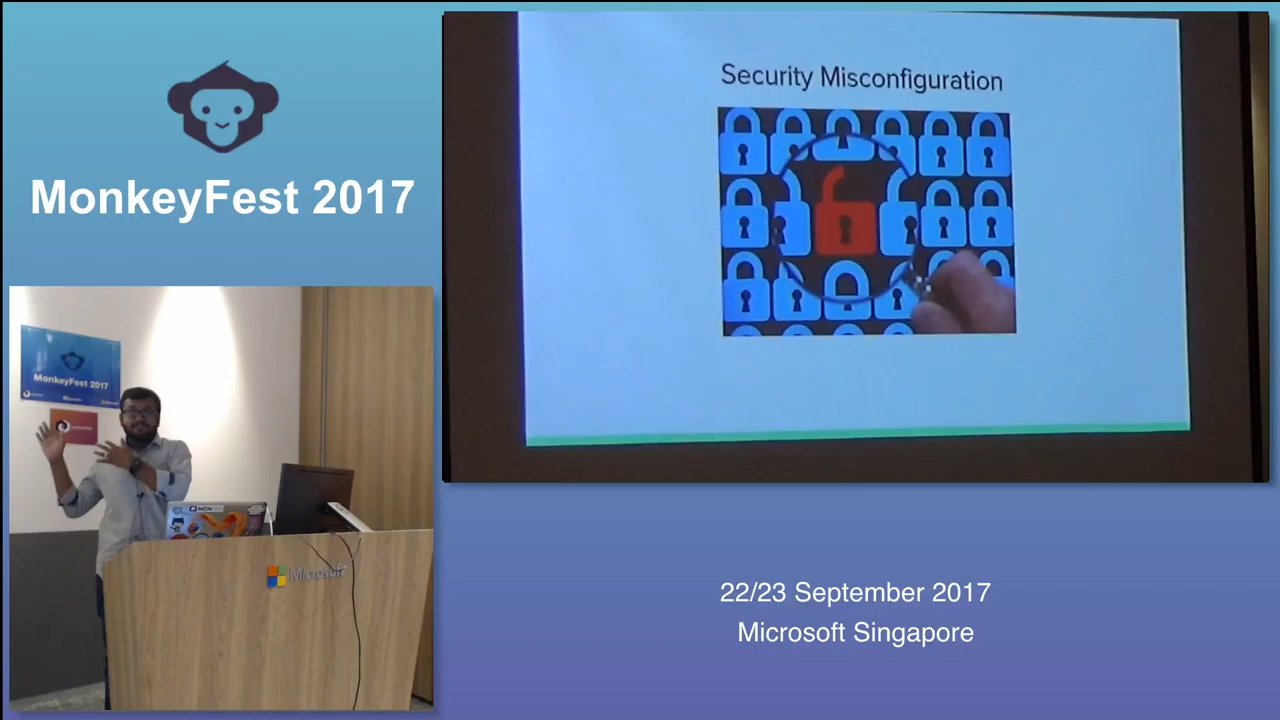 MonkeyFest 2017
Security Misconfiguration
MonkeyFest 2017
Microsoft
22/23 September 2017
Microsoft Singapore